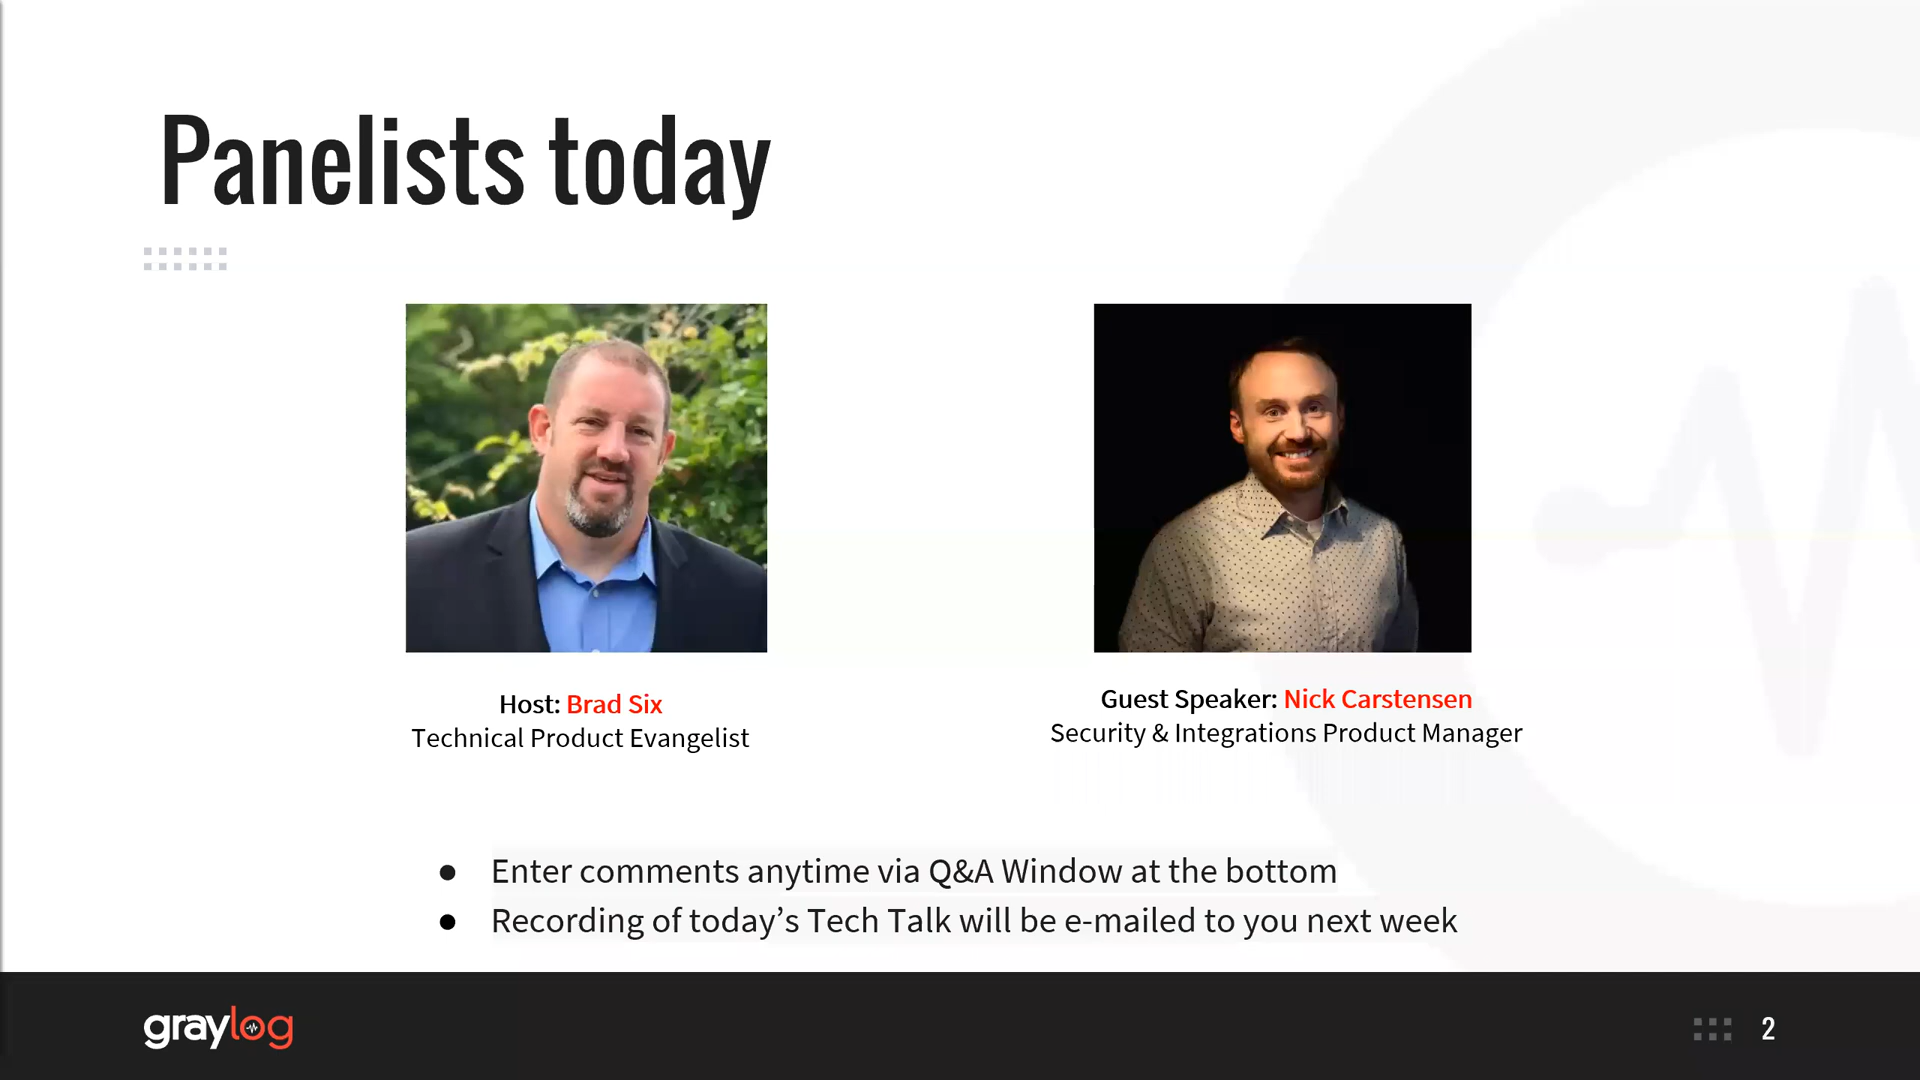 Panelists today
Host: Brad Six
Technical Product Evangelist
Guest Speaker: Nick Carstensen
Security & Integrations Product Manager
● Enter comments anytime via Q&A Window at the bottom
● Recording of today’s Tech Talk will be e-mailed to you next week
graylog
2